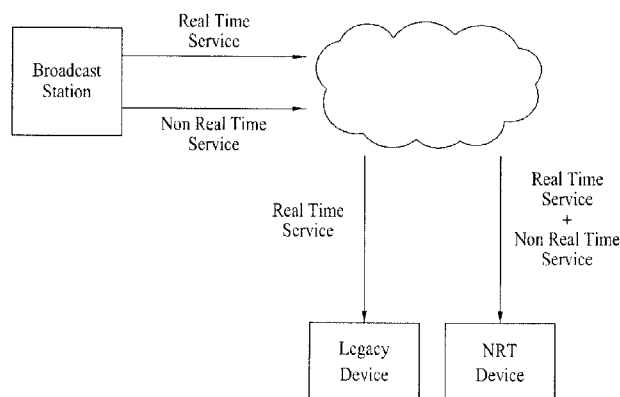 Real Time
Service
Broadcast
Station
Non Real Time
Service
Real Time
Service
Real Time
Service
+
Non Real Time
Service
Legacy
Device
NRT
Device